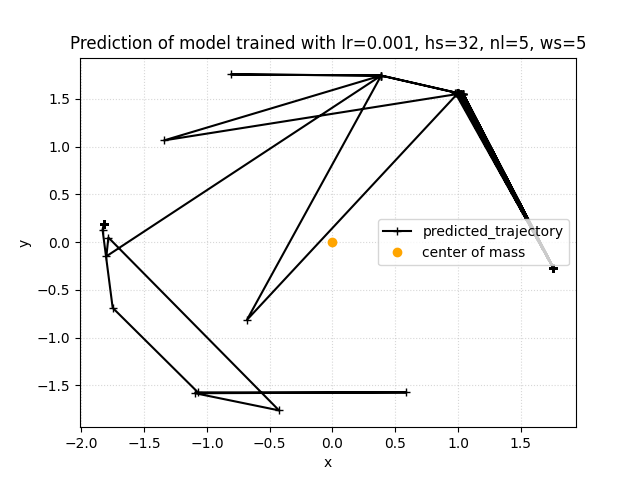 Prediction of model trained with lr=0.001, hs=32, nl=5, ws=5
y
1.5
1.0
0.5
0.0
−0.5
−1.0
−1.5
predicted_trajectory
center of mass
−2.0 −1.5 −1.0 −0.5 0.0 0.5 1.0 1.5
x